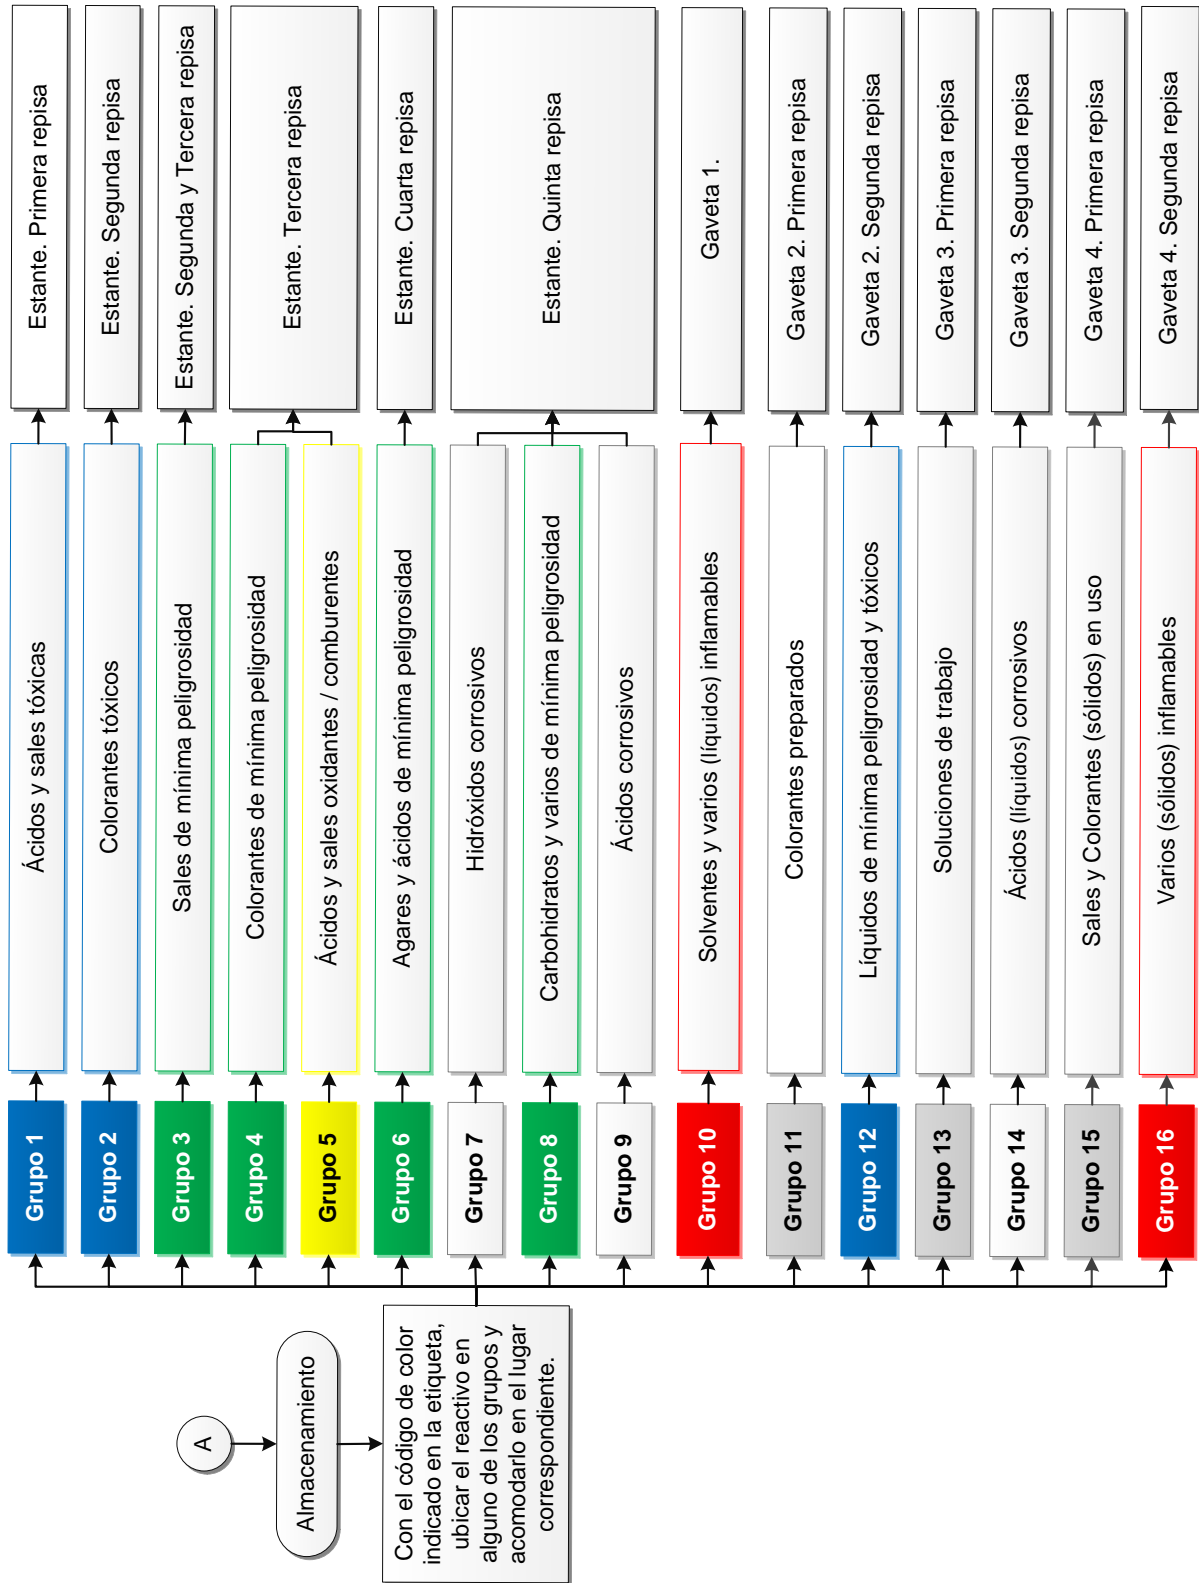 A
Almacenamiento
Con el código de color
indicado en la etiqueta,
ubicar el reactivo en
alguno de los grupos y
acomodarlo en el lugar
correspondiente.
Grupo 1
Ácidos y sales tóxicas
Estante. Primera repisa
Grupo 2
Colorantes tóxicos
Estante. Segunda repisa
Grupo 3
Sales de mínima peligrosidad
Estante. Segunda y Tercera repisa
Grupo 4
Colorantes de mínima peligrosidad
Estante. Tercera repisa
Grupo 5
Ácidos y sales oxidantes / comburentes
Grupo 6
Agares y ácidos de mínima peligrosidad
Estante. Cuarta repisa
Grupo 7
Hidróxidos corrosivos
Grupo 8
Carbohidratos y varios de mínima peligrosidad
Estante. Quinta repisa
Grupo 9
Ácidos corrosivos
Grupo 10
Solventes y varios (líquidos) inflamables
Gaveta 1.
Grupo 11
Colorantes preparados
Gaveta 2. Primera repisa
Grupo 12
Líquidos de mínima peligrosidad y tóxicos
Gaveta 2. Segunda repisa
Grupo 13
Soluciones de trabajo
Gaveta 3. Primera repisa
Grupo 14
Ácidos (líquidos) corrosivos
Gaveta 3. Segunda repisa
Grupo 15
Sales y Colorantes (sólidos) en uso
Gaveta 4. Primera repisa
Grupo 16
Varios (sólidos) inflamables
Gaveta 4. Segunda repisa